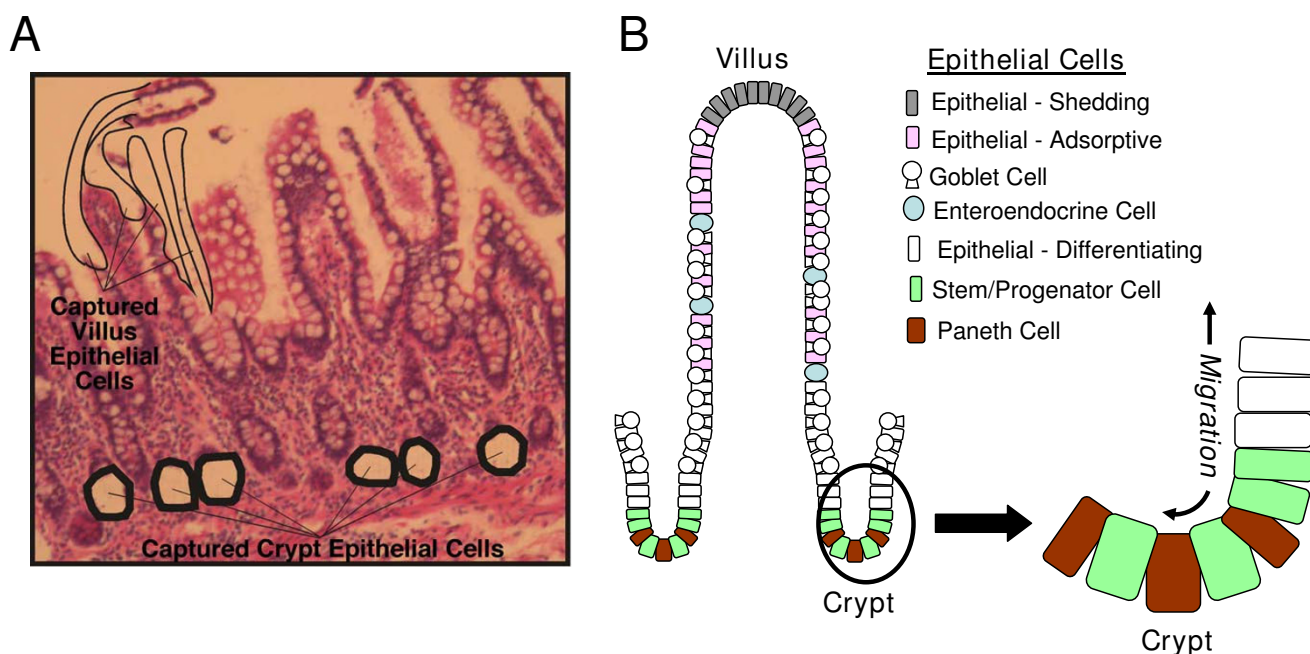 A
Captured
Villus
Epithelial
Cells
Captured Crypt Epithelial Cells
B
Villus
Epithelial Cells
Epithelial - Shedding
Epithelial - Adsorptive
Goblet Cell
Enteroendocrine Cell
Epithelial - Differentiating
Stem/Progenator Cell
Paneth Cell
Migration
Crypt
Crypt